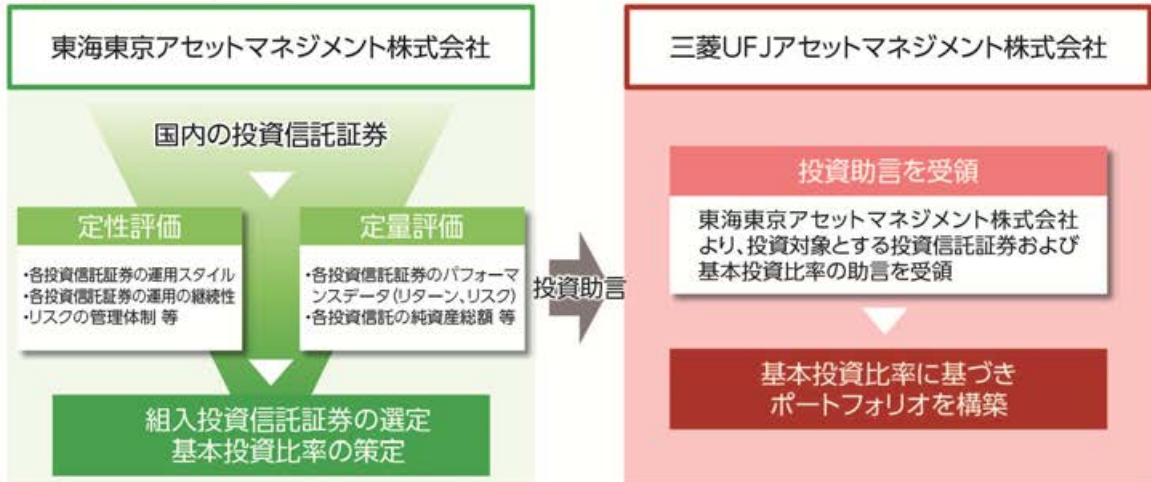 東海東京アセットマネジメント株式会社
国内の投資信託証券
定性評価
・各投資信託証券の運用スタイル
・各投資信託証券の運用の継続性
・リスクの管理体制 等
定量評価
・各投資信託証券のパフォーマ
ンスデータ(リターン、リスク)
・各投資信託の純資産総額 等
組入投資信託証券の選定
基本投資比率の策定
投資助言
三菱UFJアセットマネジメント株式会社
投資助言を受領
東海東京アセットマネジメント株式会社
より、投資対象とする投資信託証券および
基本投資比率の助言を受領
基本投資比率に基づき
ポートフォリオを構築